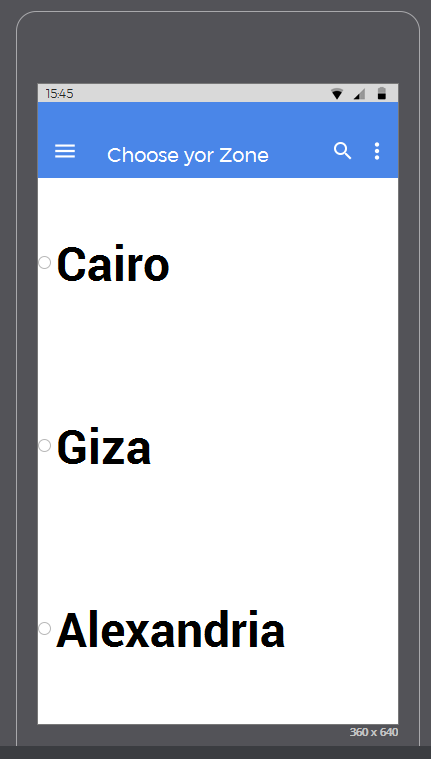 15:45
Choose yor Zone
Cairo
Giza
Alexandria
360 x 640